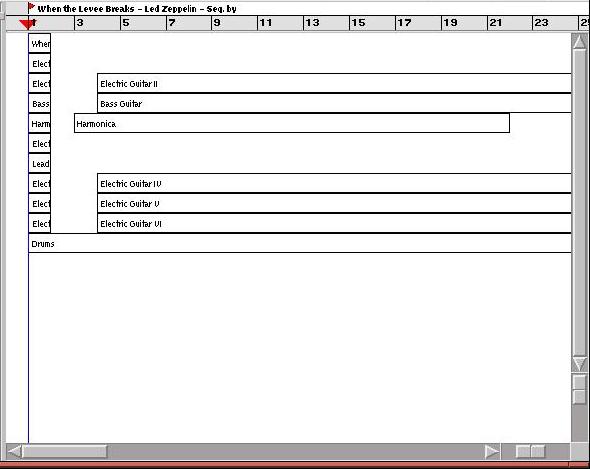 When the Levee Breaks - Led Zeppelin - Seq. by
1 3 5 7 9 11 13 15 17 19 21 23 25
When
Elect
Elect Electric Guitar II
Bass Bass Guitar
Harm Harmonica
Elect
Lead
Elect Electric Guitar IV
Elect Electric Guitar V
Elect Electric Guitar VI
Drums